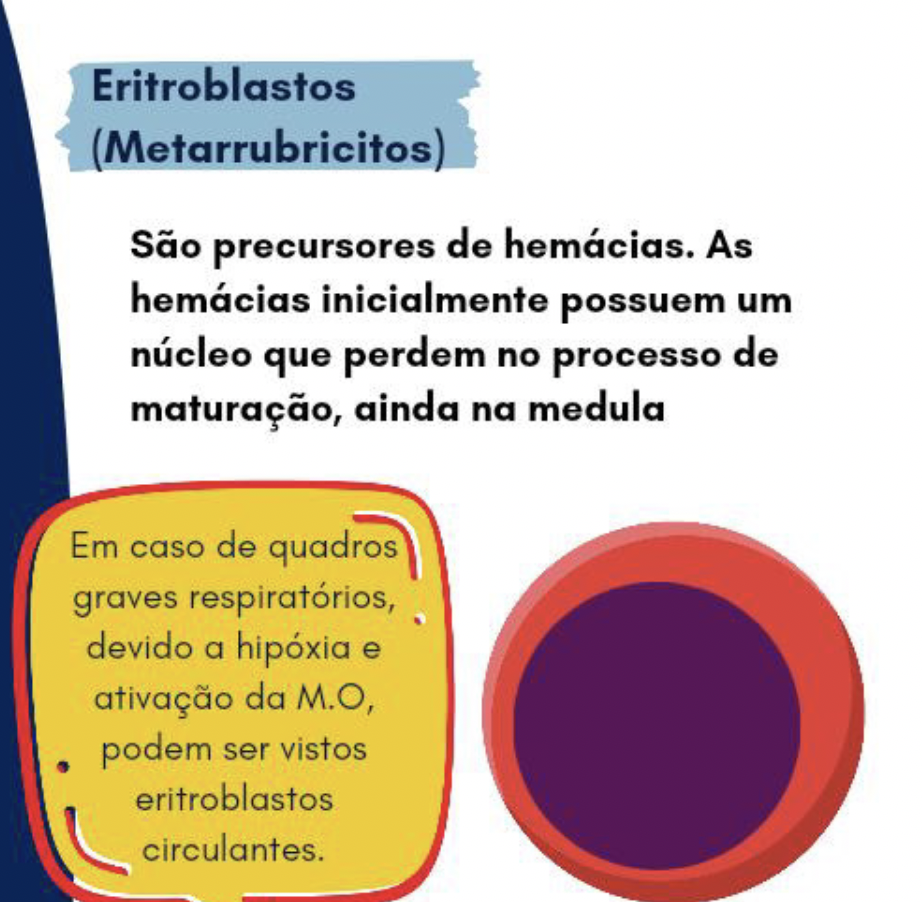 Eritroblastos
(Metarrubricitos)
São precursores de hemácias. As
hemácias inicialmente possuem um
núcleo que perdem no processo de
maturação, ainda na medula
Em caso de quadros
graves respiratórios,
devido a hipóxia e
ativação da M.O,
podem ser vistos
eritroblastos
circulantes.